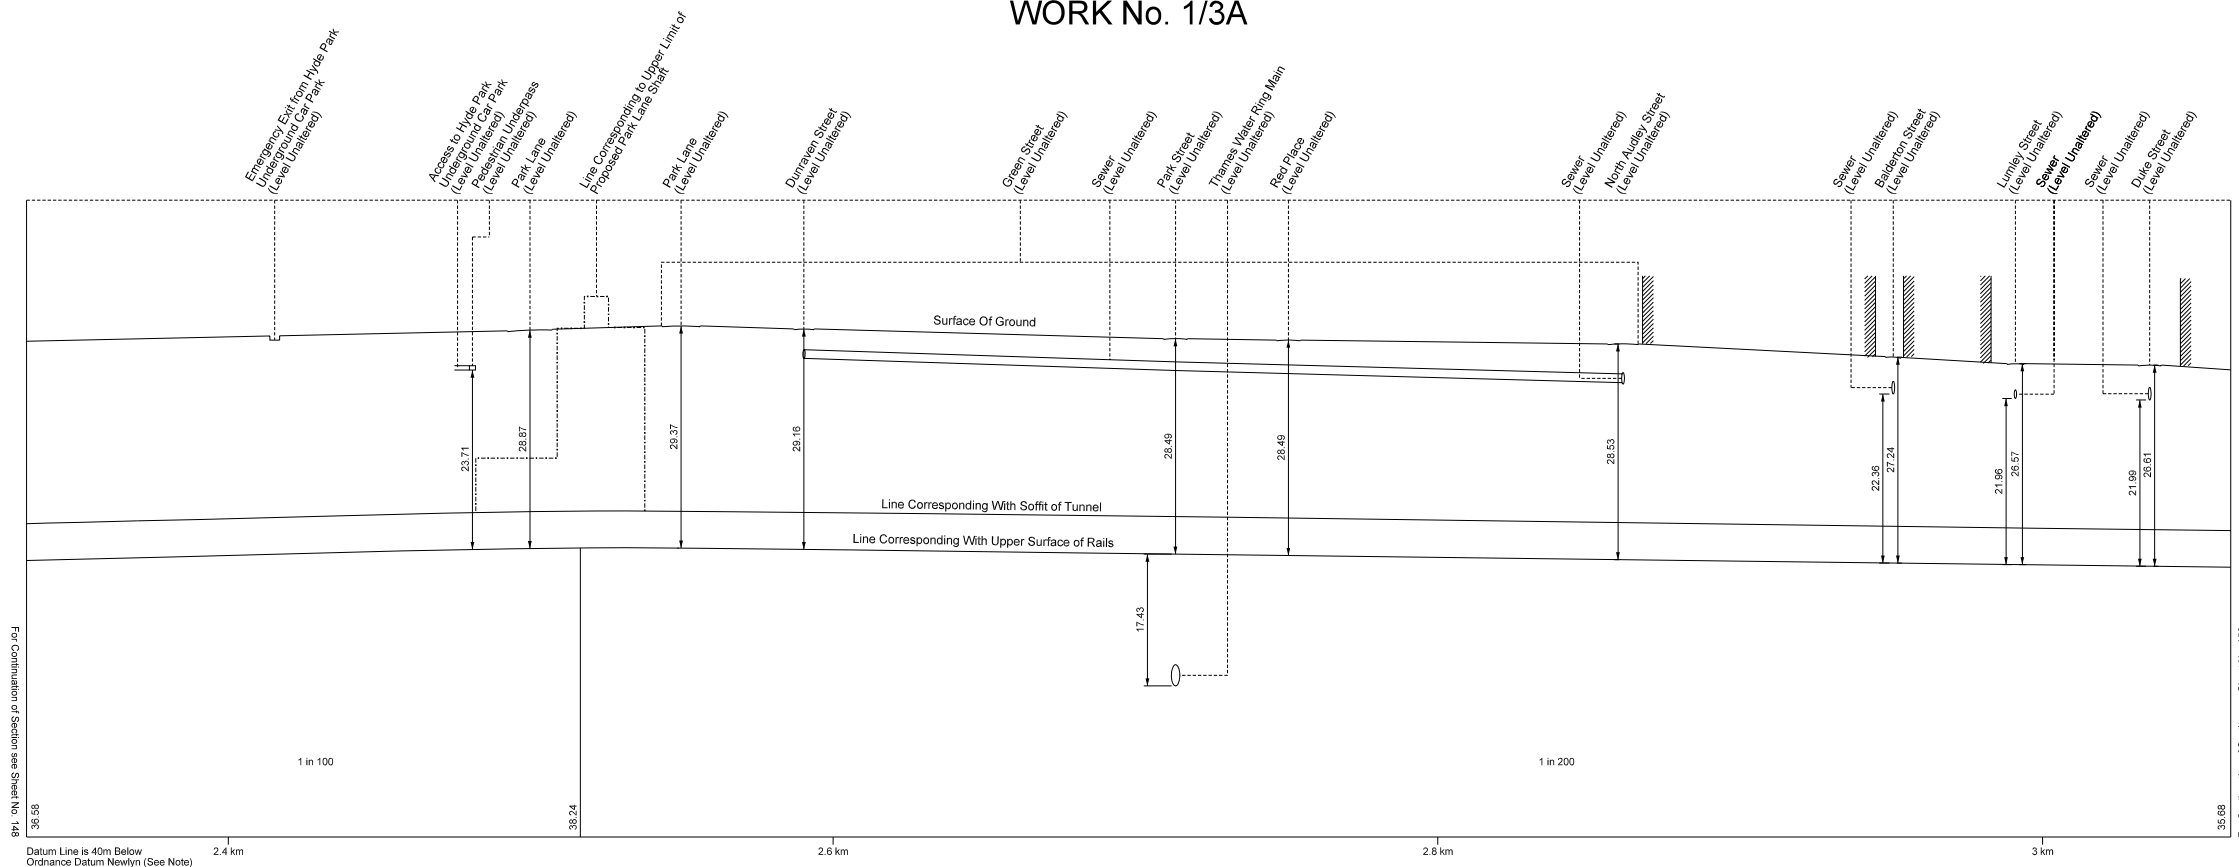 WORK No. 1/3A
Emergency Exit from Hyde Park
Underground Car Park
(Level Unaltered)
Access to Hyde Park
Underground Car Park
(Level Unaltered)
Pedestrian Underpass
(Level Unaltered)
Park Lane
(Level Unaltered)
Line Corresponding to Upper Limit of
Proposed Park Lane Shaft
Park Lane
(Level Unaltered)
Dunraven Street
(Level Unaltered)
Green Street
(Level Unaltered)
Sewer
(Level Unaltered)
Park Street
(Level Unaltered)
Thames Water Ring Main
(Level Unaltered)
Red Place
(Level Unaltered)
Sewer
(Level Unaltered)
North Audley Street
(Level Unaltered)
Sewer
(Level Unaltered)
Balderton Street
(Level Unaltered)
Lumley Street
(Level Unaltered)
Sewer
(Level Unaltered)
Sewer
(Level Unaltered)
Duke Street
(Level Unaltered)
Surface Of Ground
23.71
28.87
29.37
29.16
28.49
28.49
28.53
22.36
27.24
21.96
26.57
21.99
26.61
Line Corresponding With Soffit of Tunnel
Line Corresponding With Upper Surface of Rails
17.43
For Continuation of Section see Sheet No. 148
1 in 100
1 in 200
36.58
38.24
35.68
Datum Line is 40m Below
Ordnance Datum Newlyn (See Note)
2.4 km
2.6 km
2.8 km
3 km